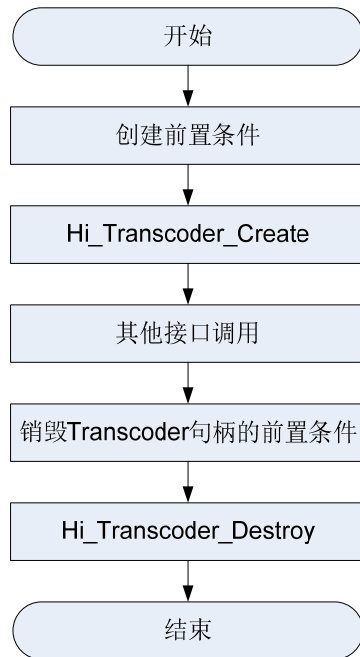 开始
创建前置条件
Hi_Transcoder_Create
其他接口调用
销毁Transcoder句柄的前置条件
Hi_Transcoder_Destroy
结束